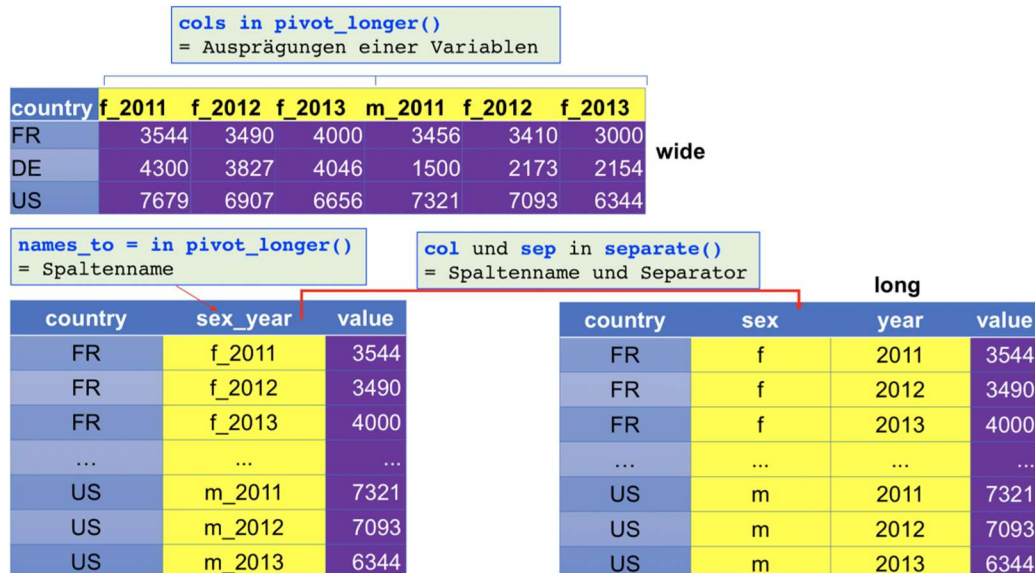 cols in pivot_longer()
= Ausprägungen einer Variablen
country f_2011 f_2012 f_2013 m_2011 f_2012 f_2013
FR 3544 3490 4000 3456 3410 3000
DE 4300 3827 4046 1500 2173 2154
US 7679 6907 6656 7321 7093 6344
wide
names_to = in pivot_longer()
= Spaltenname
col und sep in separate()
= Spaltenname und Separator
country sex_year value
FR f_2011 3544
FR f_2012 3490
FR f_2013 4000
... ... ...
US m_2011 7321
US m_2012 7093
US m_2013 6344
long
country sex year value
FR f 2011 3544
FR f 2012 3490
FR f 2013 4000
... ... ... ...
US m 2011 7321
US m 2012 7093
US m 2013 6344